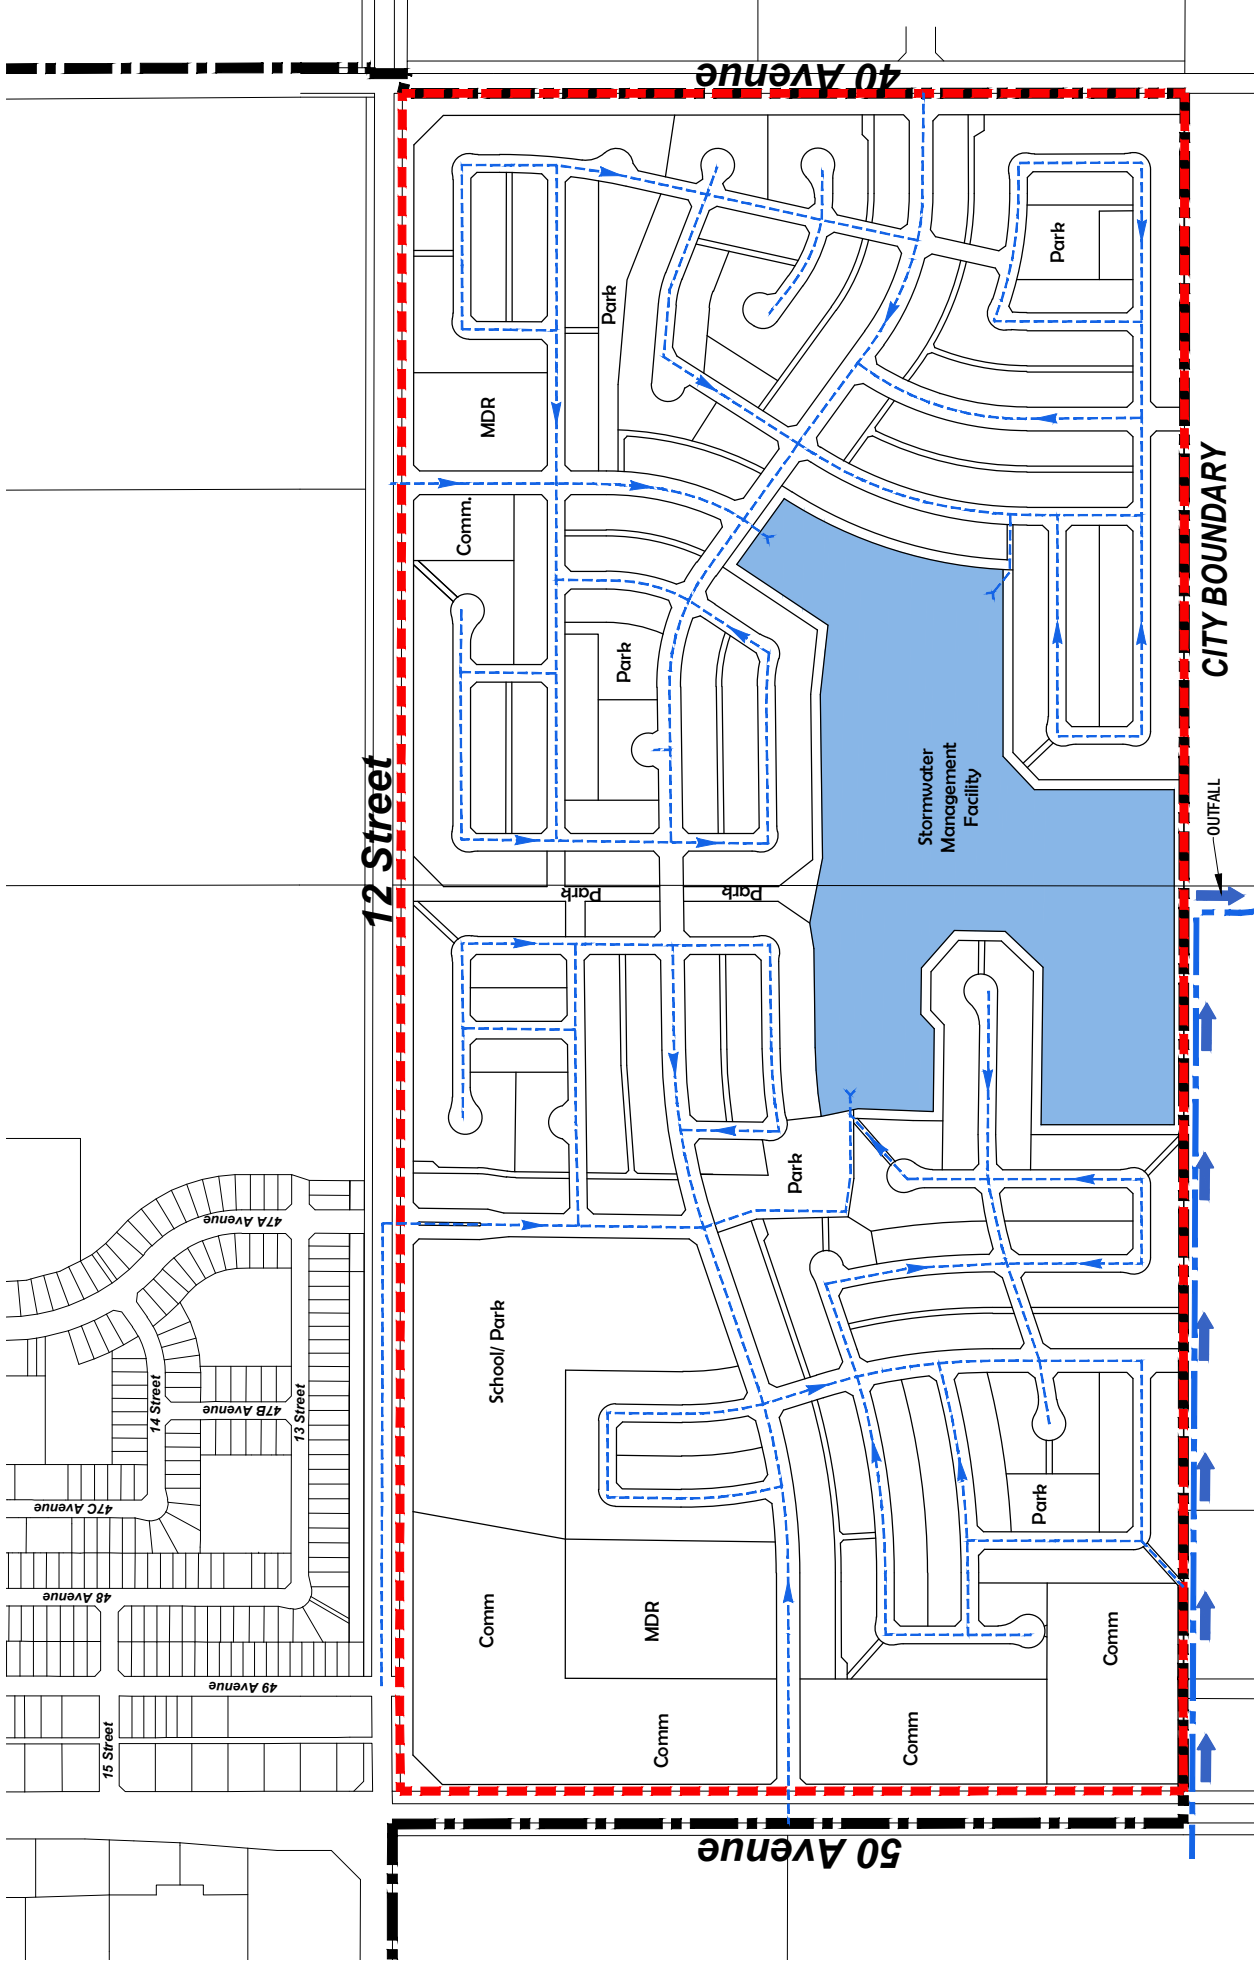 40 Avenue
Park
Park
MDR
Comm.
CITY BOUNDARY
Park
12 Street
Stormwater
Management
Facility
OUTFALL
Park
Park
Park
47A Avenue
School/ Park
14 Street
47B Avenue
13 Street
47C Avenue
Park
48 Avenue
Comm
MDR
Comm
49 Avenue
15 Street
Comm
Comm
50 Avenue